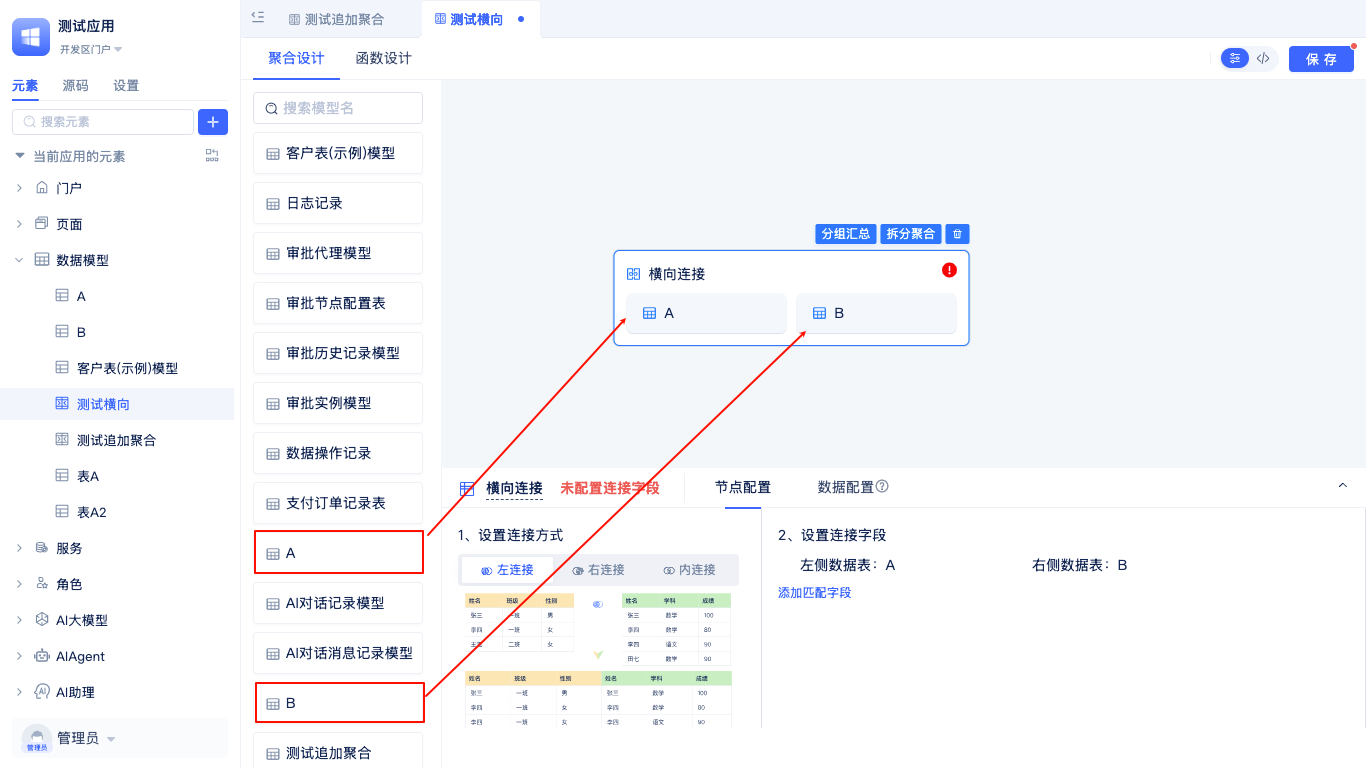 测试应用
开发区门户
元素 源码 设置
搜索元素
当前应用的元素
门户
页面
数据模型
A
B
客户表(示例)模型
测试横向
测试追加聚合
表A
表A2
服务
角色
AI大模型
AIAgent
AI助理
管理员 管理员
测试追加聚合 测试横向
聚合设计 函数设计
保 存
搜索模型名
客户表(示例)模型
日志记录
审批代理模型
审批节点配置表
审批历史记录模型
审批实例模型
数据操作记录
支付订单记录表
A
AI对话记录模型
AI对话消息记录模型
B
测试追加聚合
分组汇总 拆分聚合
横向连接
A B
横向连接 未配置连接字段 节点配置 数据配置
1、设置连接方式
左连接 右连接 内连接
姓名 班级 性别 姓名 学科 成绩
张三 一班 男 张三 数学 100
李四 一班 女 李四 数学 80
二班 女 李四 语文 90
田七 数学 90
姓名 班级 性别 姓名 学科 成绩
张三 一班 男 张三 数学 100
李四 一班 女 李四 数学 80
李四 一班 女 李四 语文 90
2、设置连接字段
左侧数据表：A 右侧数据表：B
添加匹配字段